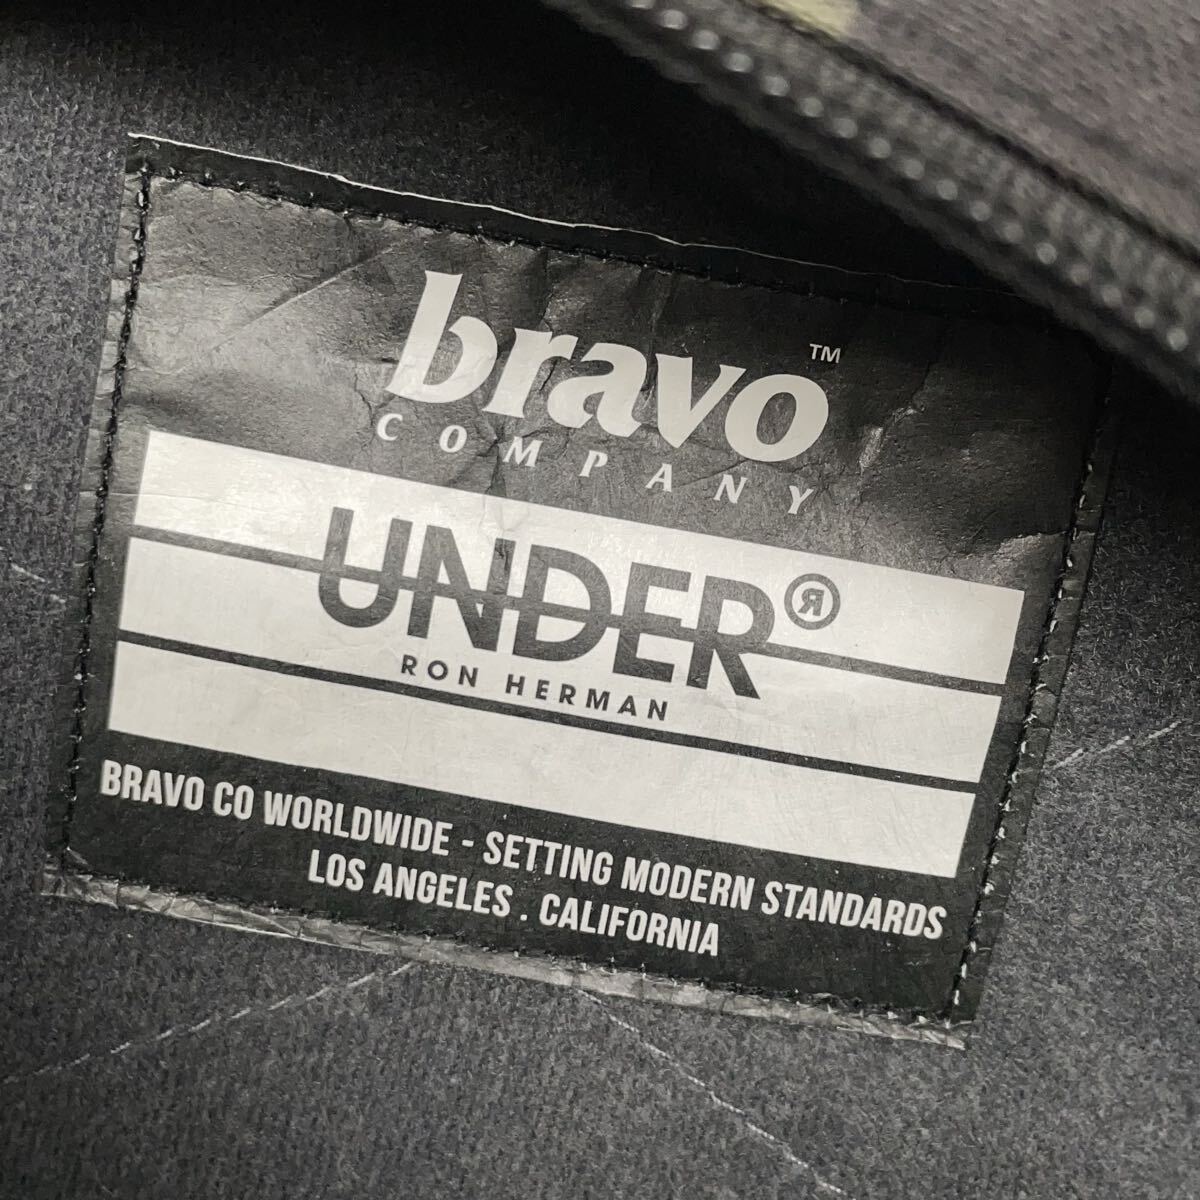 bravo™
COMPANY
UNDER®
RON HERMAN
BRAVO CO WORLDWIDE - SETTING MODERN STANDARDS
LOS ANGELES . CALIFORNIA